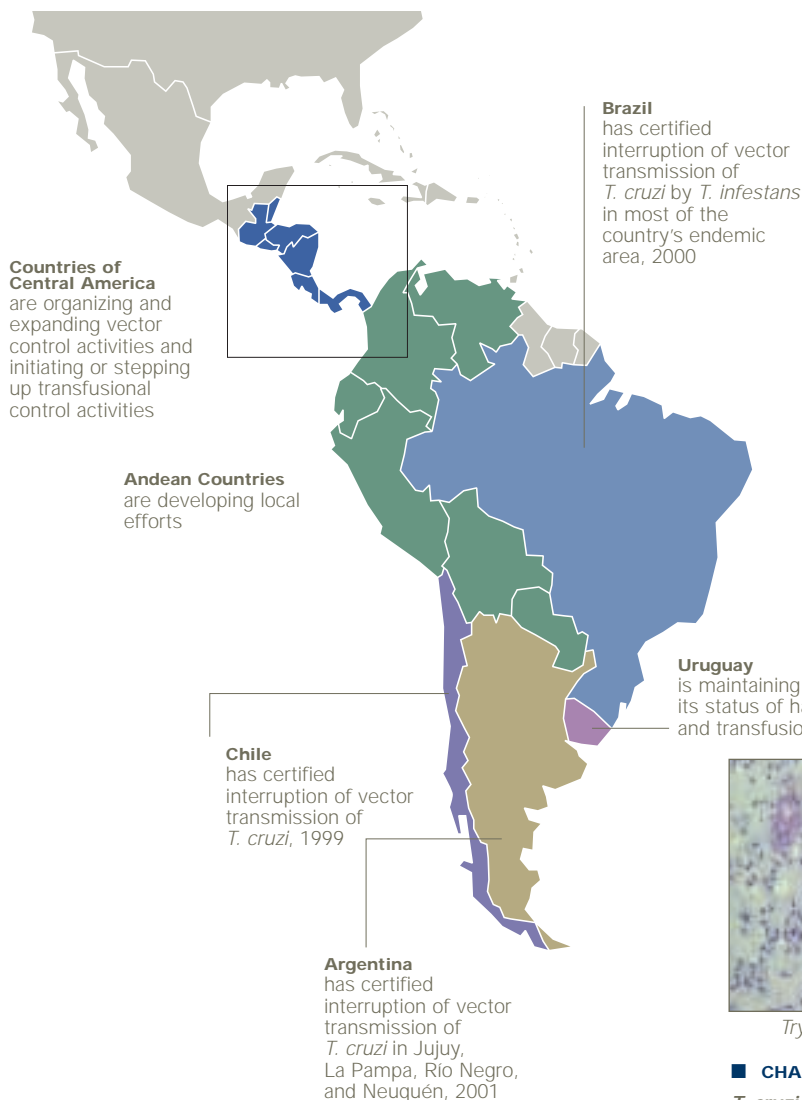 Brazil
has certified
interruption of vector
transmission of
T. cruzi by T. infestans
in most of the
country's endemic
area, 2000
Countries of
Central America
are organizing and
expanding vector
control activities and
initiating or stepping
up transfusional
control activities
Andean Countries
are developing local
efforts
Uruguay
is maintaining
its status of
and
Chile
has certified
interruption of vector
transmission of
T. cruzi, 1999
Argentina
has certified
interruption of vector
transmission of
T. cruzi in Jujuy,
La Pampa, Río Negro,
and Neuquén, 2001